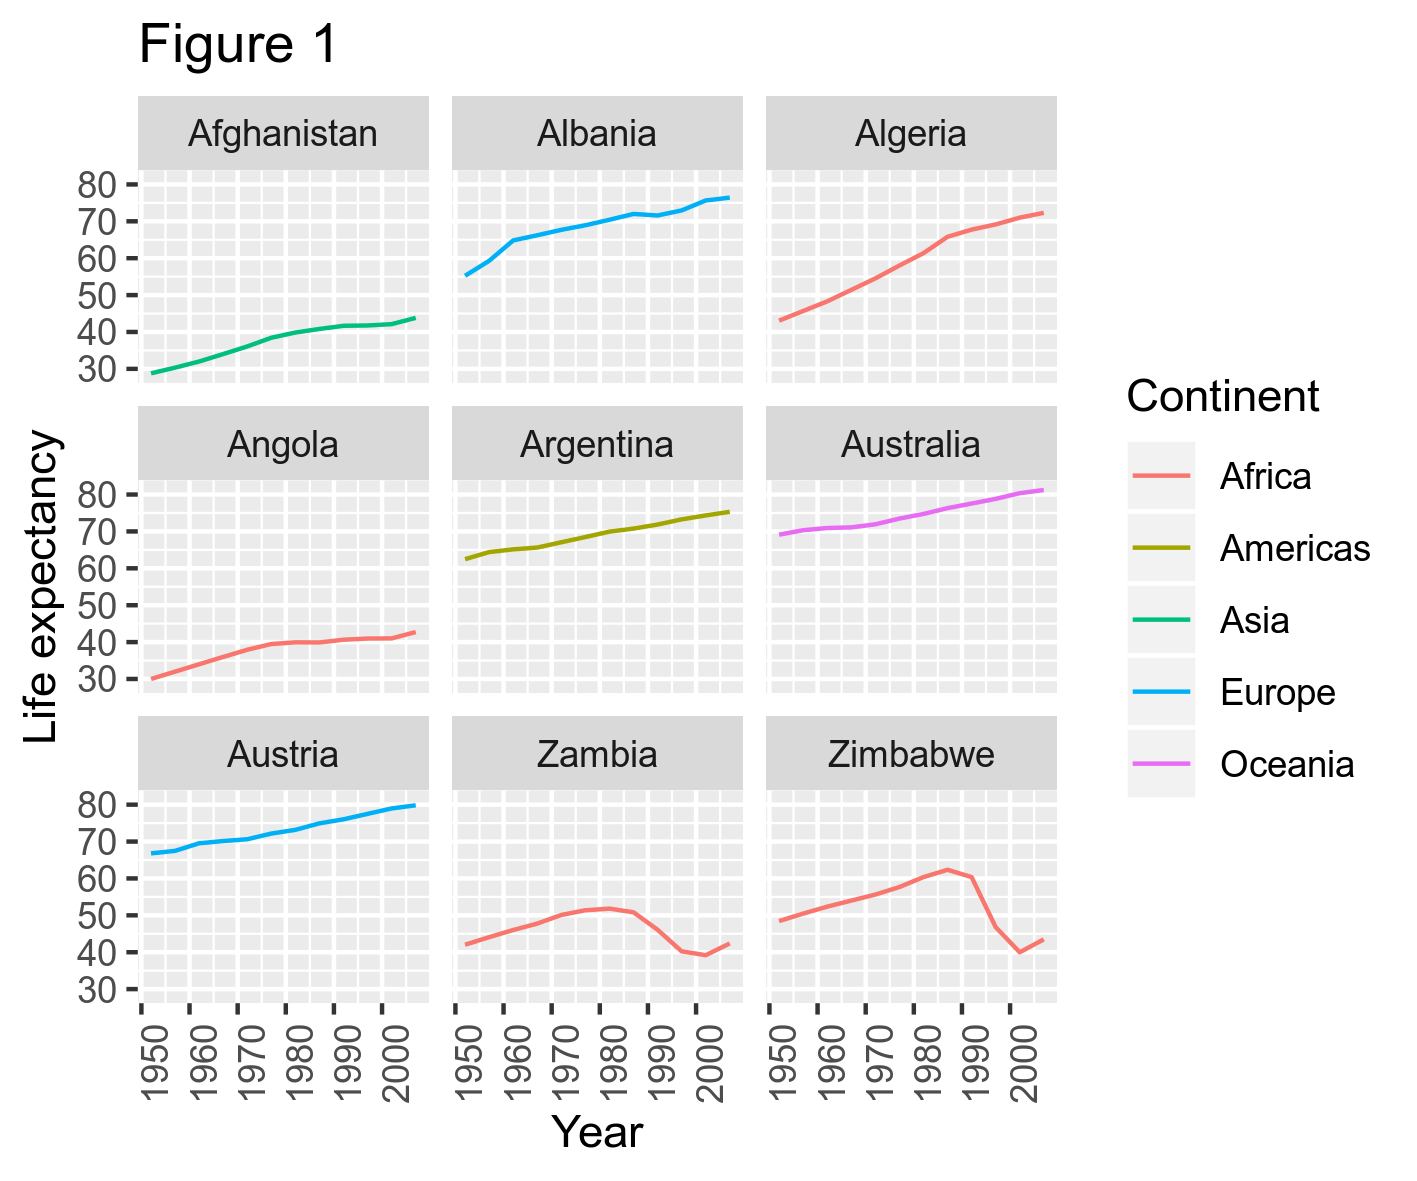 Figure 1
Afghanistan
Albania
Algeria
80
70
60
50
40
30
Angola
Argentina
Australia
80
70
60
50
40
30
Austria
Zambia
Zimbabwe
80
70
60
50
40
30
1950
1960
1970
1980
1990
2000
1950
1960
1970
1980
1990
2000
1950
1960
1970
1980
1990
2000
Year
Life expectancy
Continent
Africa
Americas
Asia
Europe
Oceania